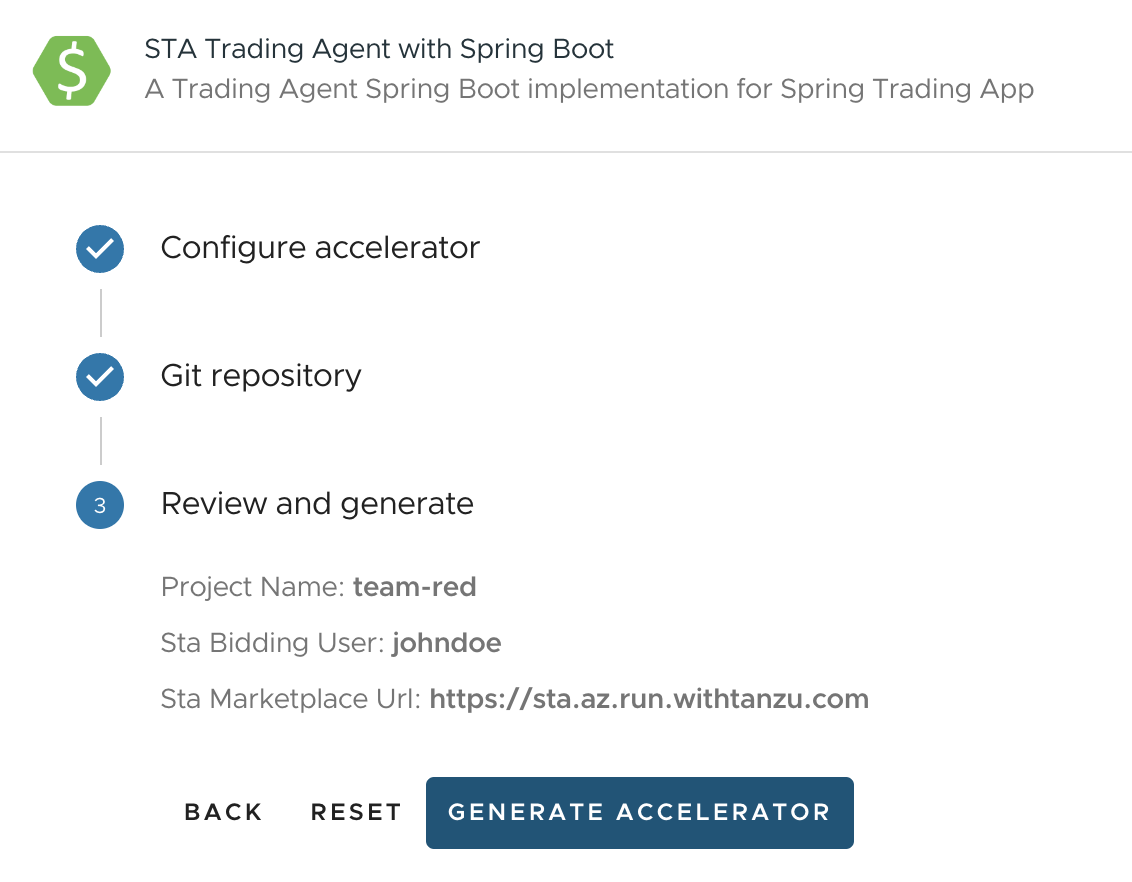 $
STA Trading Agent with Spring Boot
A Trading Agent Spring Boot implementation for Spring Trading App
Configure accelerator
Git repository
3
Review and generate
Project Name: team-red
Sta Bidding User: johndoe
Sta Marketplace Url: https://sta.az.run.withtanzu.com
BACK RESET GENERATE ACCELERATOR